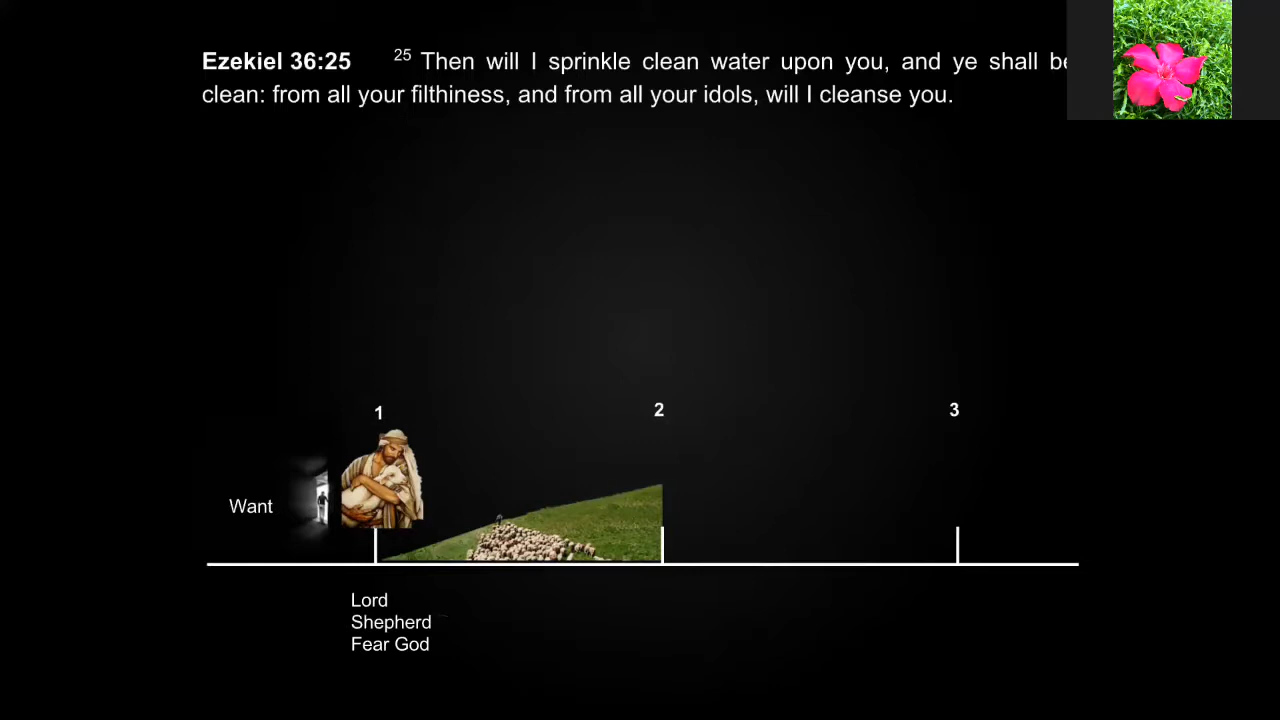 Ezekiel 36:25 25 Then will I sprinkle clean water upon you, and ye shall be
clean: from all your filthiness, and from all your idols, will I cleanse you.
1 2 3
Want
Lord
Shepherd
Fear God